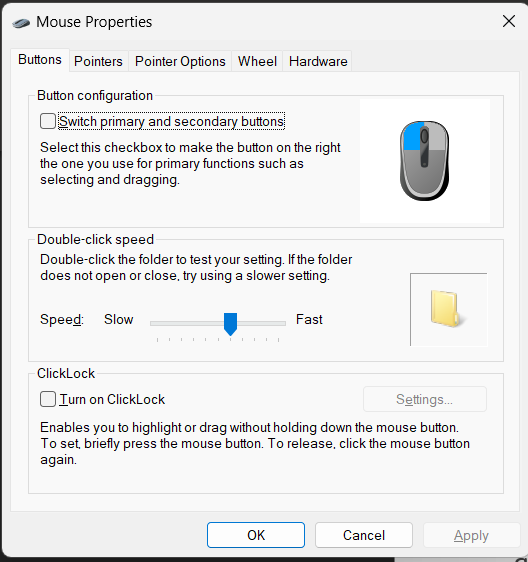 Mouse Properties
Buttons Pointers Pointer Options Wheel Hardware
Button configuration
Switch primary and secondary buttons
Select this checkbox to make the button on the right
the one you use for primary functions such as
selecting and dragging.
Double-click speed
Double-click the folder to test your setting. If the folder
does not open or close, try using a slower setting.
Speed: Slow Fast
ClickLock
Turn on ClickLock Settings...
Enables you to highlight or drag without holding down the mouse button.
To set, briefly press the mouse button. To release, click the mouse button
again.
OK Cancel Apply